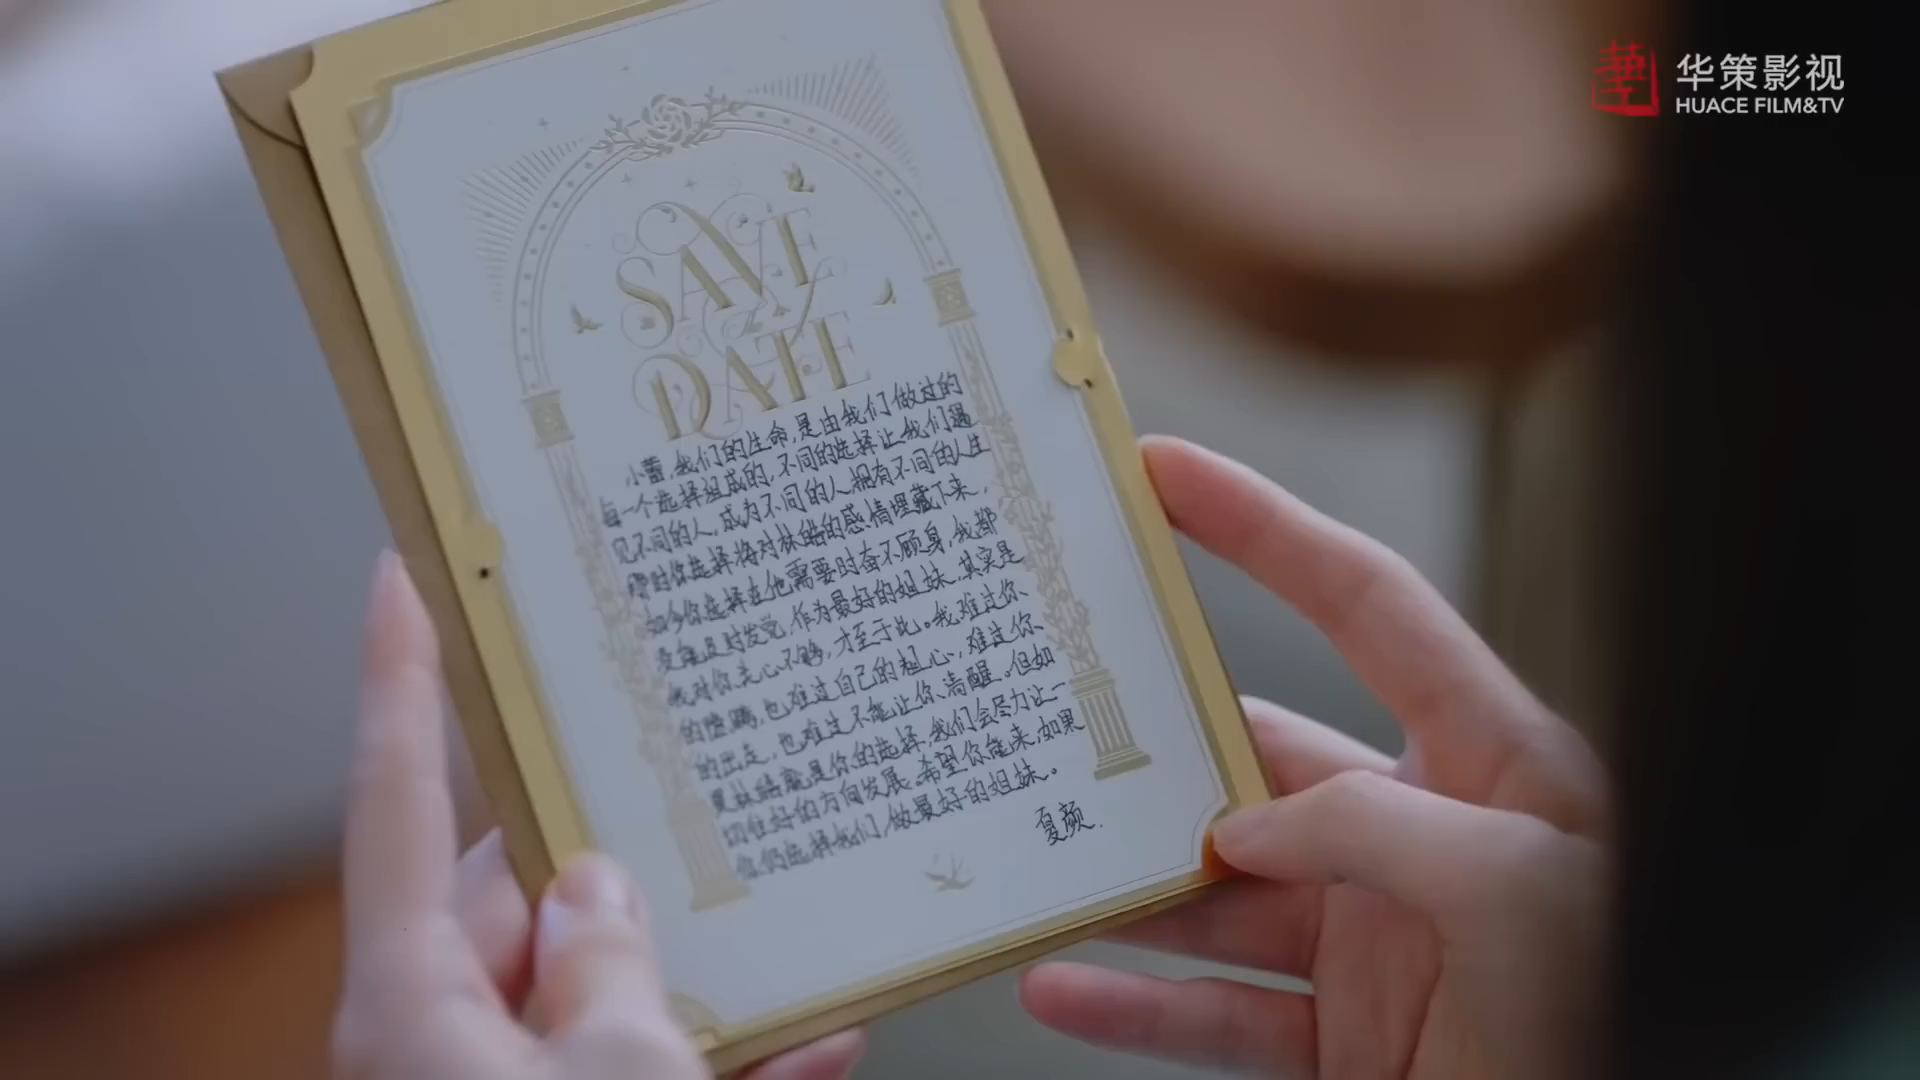 华策影视
HUACE FILM&TV
SAVE
The
DATE
小蕾,我们的生命,是由我们做过的
每一个选择组成的,不同的选择让我们遇
见不同的人,成为不同的人拥有不同的人生
那时你选择将对林皓的感情埋藏下来,
如今你选择在他需要时奋不顾身,我都
没能及时发觉,作为最好的姐妹,其实是
我对你关心不够,才至于此。我难过你
的隐瞒,也难过自己的粗心,难过你
的出走,也难过不能让你清醒。但如
果林皓就是你的选择,我们会尽力让一
切往好的方向发展,希望你能来,如果
你仍选择我们,做最好的姐妹。
夏颜.